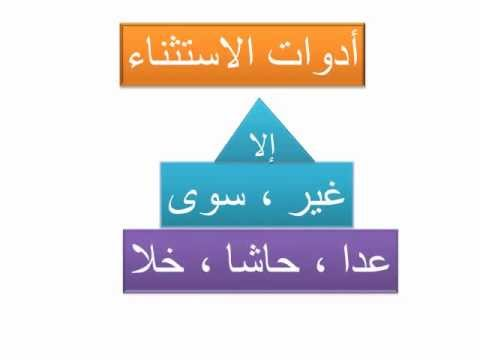 أدوات الاستثناء
إلا
غير ، سوى
عدا ، حاشا ، خلا